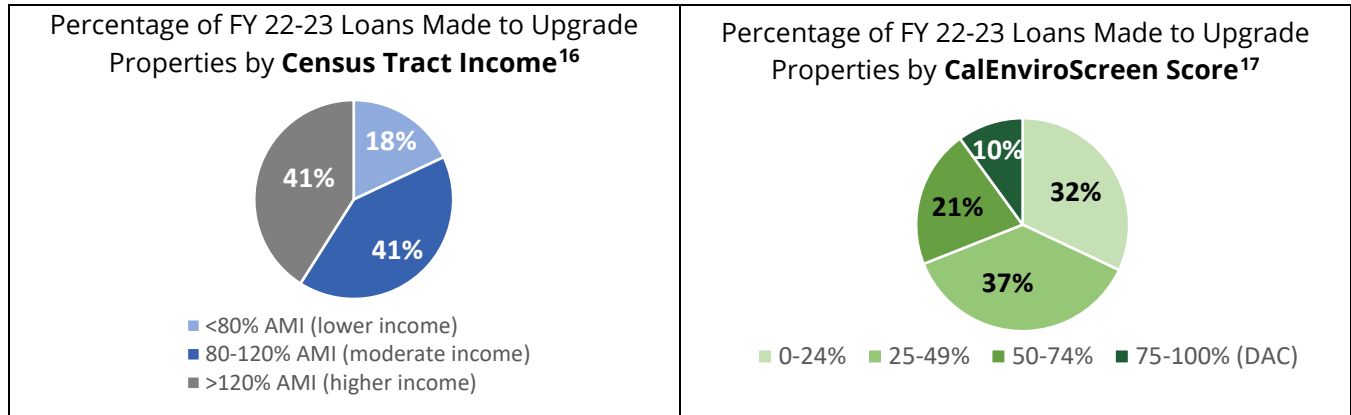 Percentage of FY 22-23 Loans Made to Upgrade
Properties by Census Tract Income16
18%
41%
41%
<80% AMI (lower income)
80-120% AMI (moderate income)
>120% AMI (higher income)
Percentage of FY 22-23 Loans Made to Upgrade
Properties by CalEnviroScreen Score17
10%
32%
21%
37%
0-24% 25-49% 50-74% 75-100% (DAC)